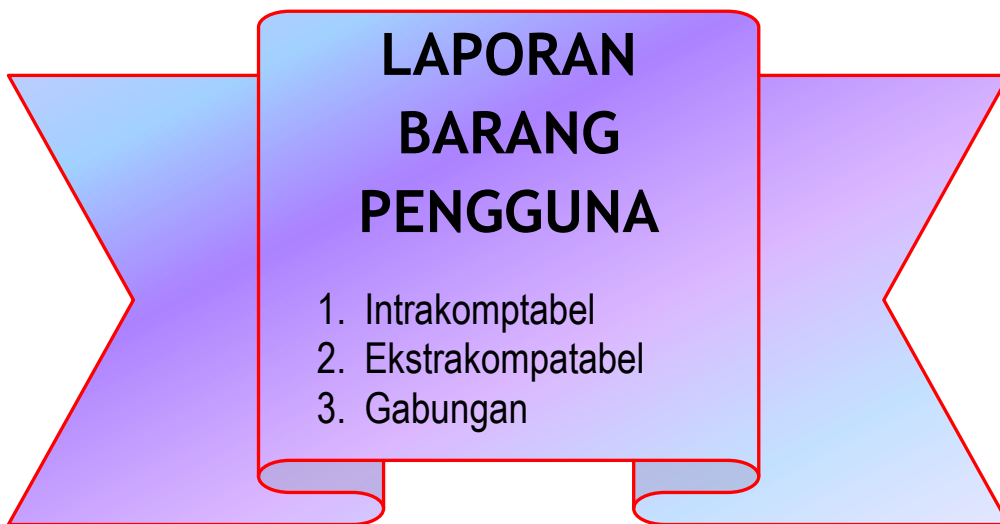 LAPORAN
BARANG
PENGGUNA
1. Intrakomptabel
2. Ekstrakompatabel
3. Gabungan